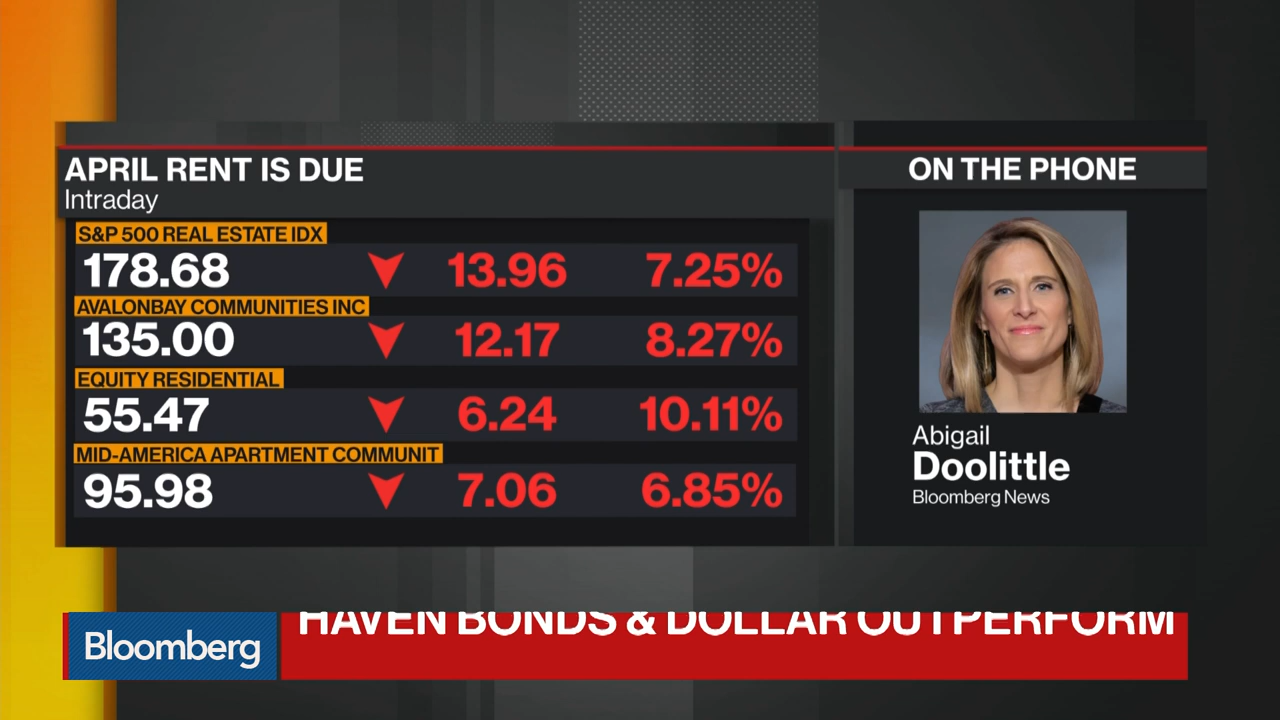 APRIL RENT IS DUE
Intraday
S&P 500 REAL ESTATE IDX
178.68 13.96 7.25%
AVALONBAY COMMUNITIES INC
135.00 12.17 8.27%
EQUITY RESIDENTIAL
55.47 6.24 10.11%
MID-AMERICA APARTMENT COMMUNIT
95.98 7.06 6.85%
ON THE PHONE
Abigail
Doolittle
Bloomberg News
Bloomberg
HAVEN BONDS & DOLLAR OUTPERFORM